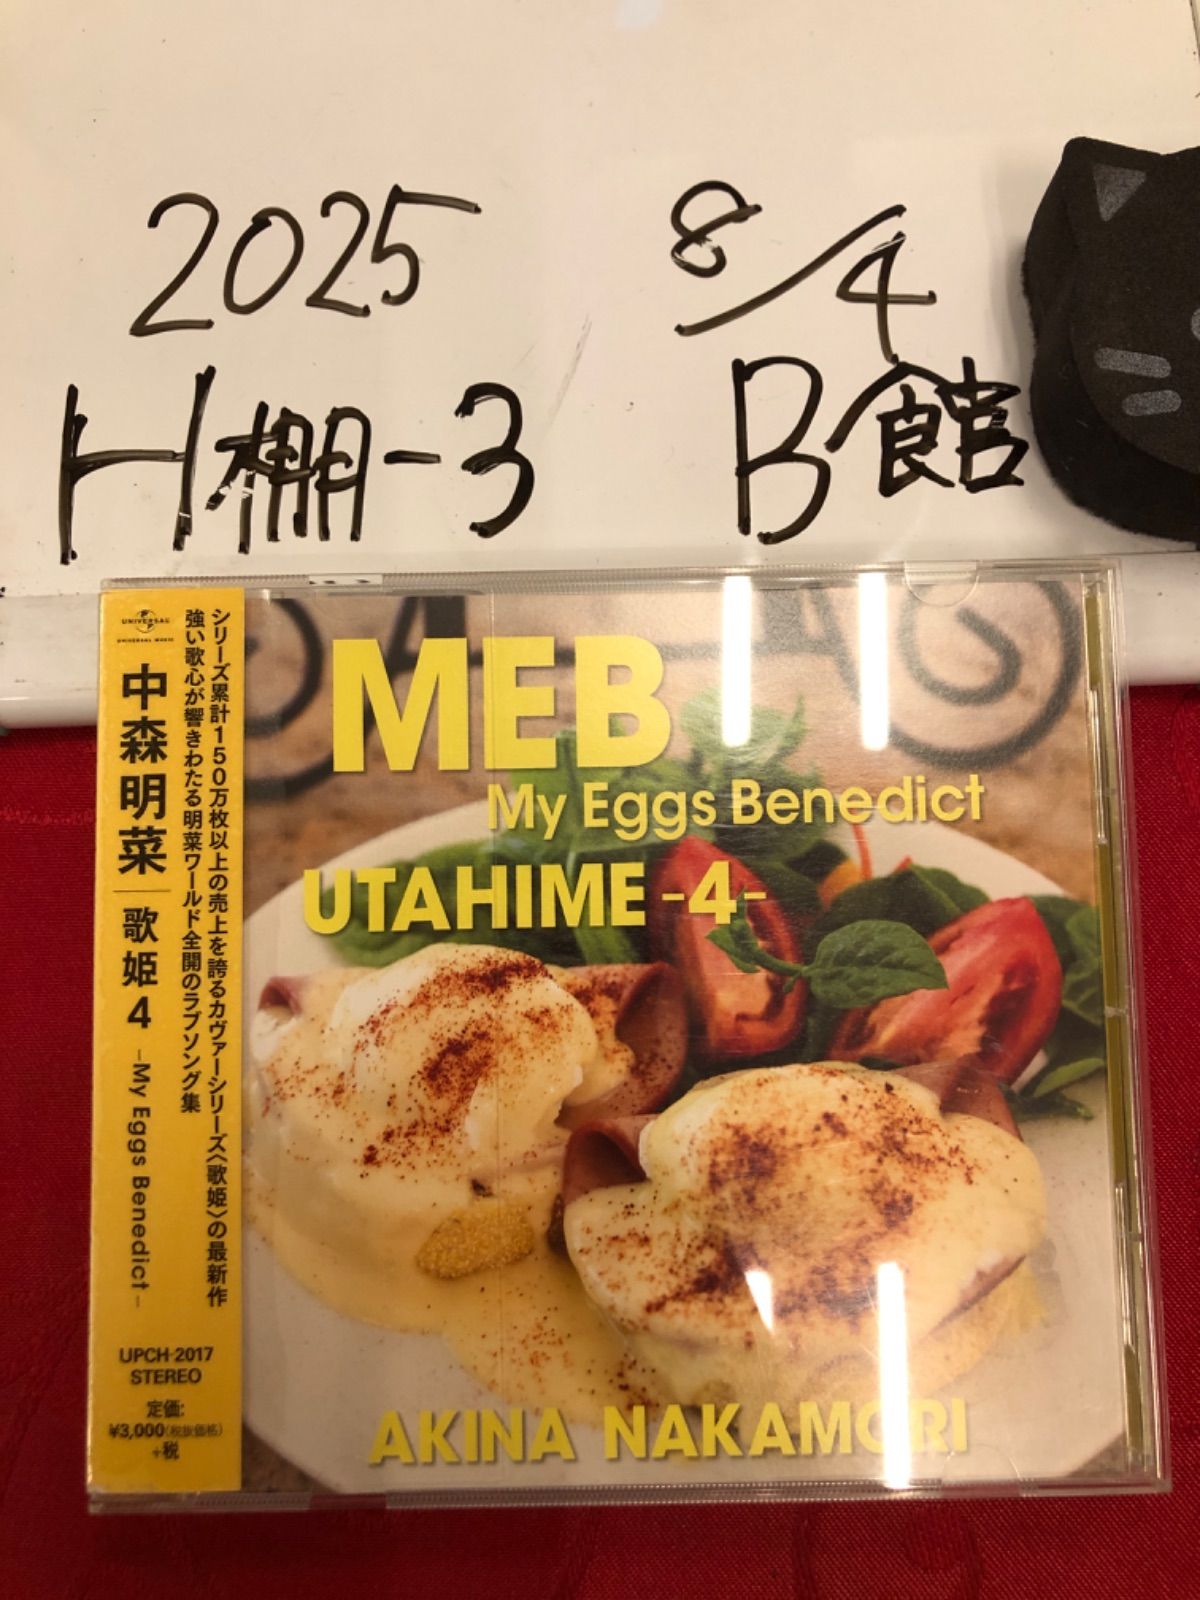 2025 8/4
H棚-3 B館
UNIVERSAL
UNIVERSAL MUSIC
シリーズ累計150万枚以上の売上を誇るカヴァーシリーズ〈歌姫〉の最新作
強い歌心が響きわたる明菜ワールド全開のラブソング集
中森明菜 歌姫4 -My Eggs Benedict-
UPCH-2017
STEREO
定価:
¥3,000(税抜価格)
+税
MEB
My Eggs Benedict
UTAHIME -4-
AKINA NAKAMORI